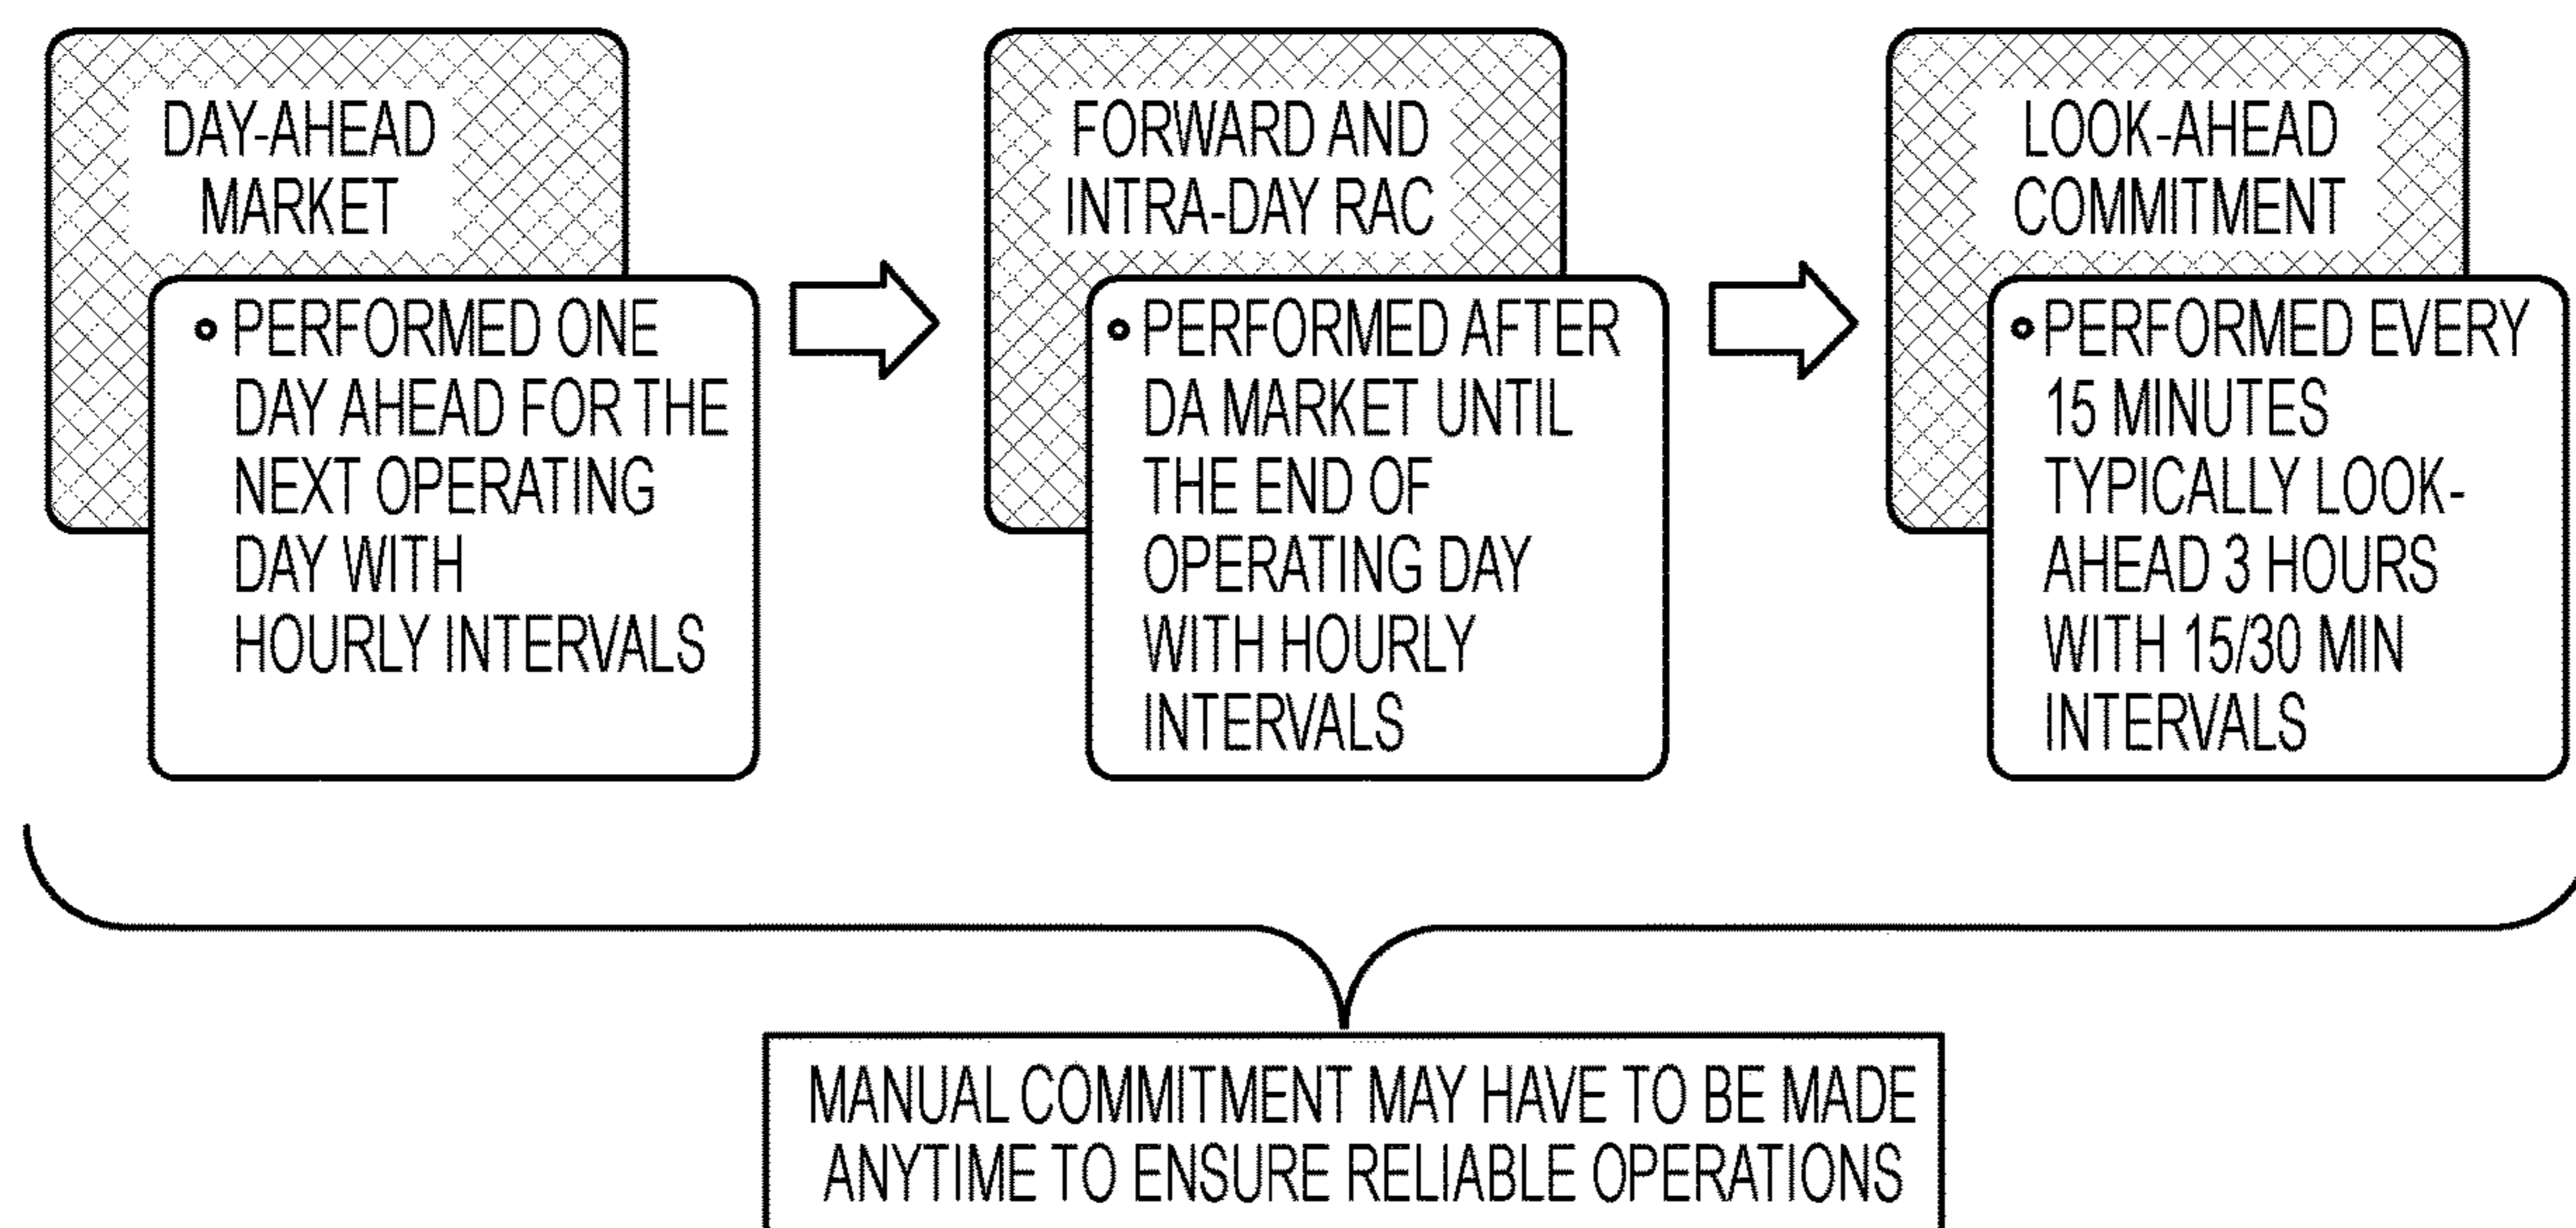 DAY-AHEAD
MARKET
• PERFORMED ONE
DAY AHEAD FOR THE
NEXT OPERATING
DAY WITH
HOURLY INTERVALS
FORWARD AND
INTRA-DAY RAC
• PERFORMED AFTER
DA MARKET UNTIL
THE END OF
OPERATING DAY
WITH HOURLY
INTERVALS
LOOK-AHEAD
COMMITMENT
• PERFORMED EVERY
15 MINUTES
TYPICALLY LOOK-
AHEAD 3 HOURS
WITH 15/30 MIN
INTERVALS
MANUAL COMMITMENT MAY HAVE TO BE MADE
ANYTIME TO ENSURE RELIABLE OPERATIONS